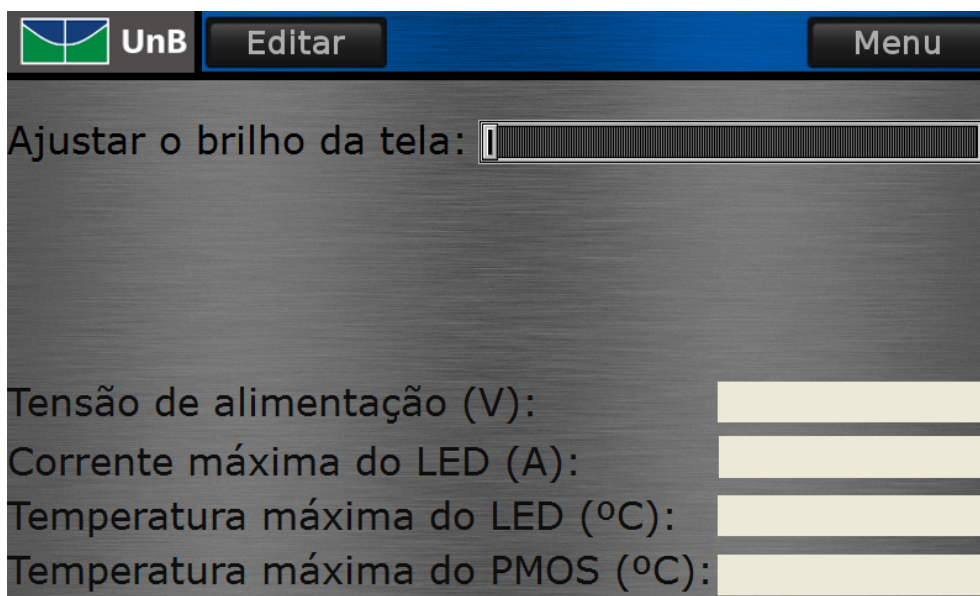 UnB Editar Menu
Ajustar o brilho da tela:
Tensão de alimentação (V):
Corrente máxima do LED (A):
Temperatura máxima do LED (ºC):
Temperatura máxima do PMOS (ºC):